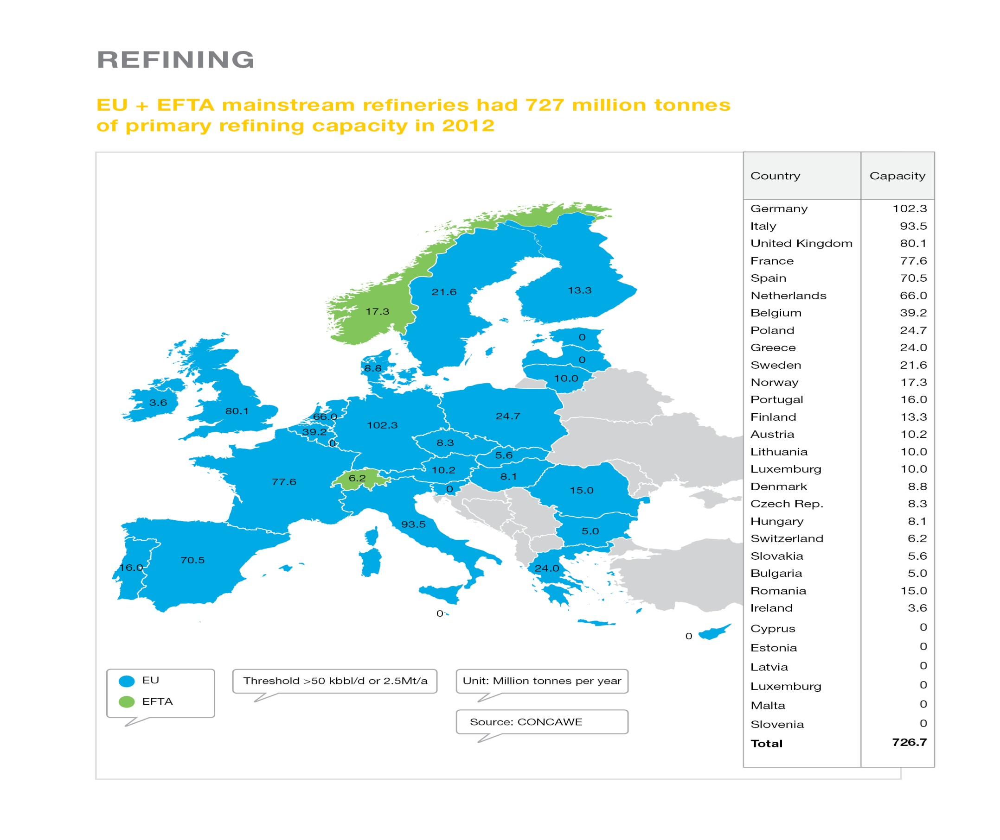 REFINING
EU + EFTA mainstream refineries had 727 million tonnes
of primary refining capacity in 2012
Country Capacity
Germany 102.3
Italy 93.5
United Kingdom 80.1
France 77.6
Spain 70.5
Netherlands 66.0
Belgium 39.2
Poland 24.7
Greece 24.0
Sweden 21.6
Norway 17.3
Portugal 16.0
Finland 13.3
Austria 10.2
Lithuania 10.0
Luxemburg 10.0
Denmark 8.8
Czech Rep. 8.3
Hungary 8.1
Switzerland 6.2
Slovakia 5.6
Bulgaria 5.0
Romania 15.0
Ireland 3.6
Cyprus 0
Estonia 0
Latvia 0
Luxemburg 0
Malta 0
Slovenia 0
Total 726.7
13.3
21.6
17.3
0
0
8.8
10.0
3.6
80.1
66.0
24.7
102.3
39.2
8.3
0
5.6
10.2
8.1
6.2
77.6
0
15.0
93.5
5.0
70.5
16.0
24.0
0
0
EU
EFTA
Threshold >50 kbbl/d or 2.5Mt/a
Unit: Million tonnes per year
Source: CONCAWE